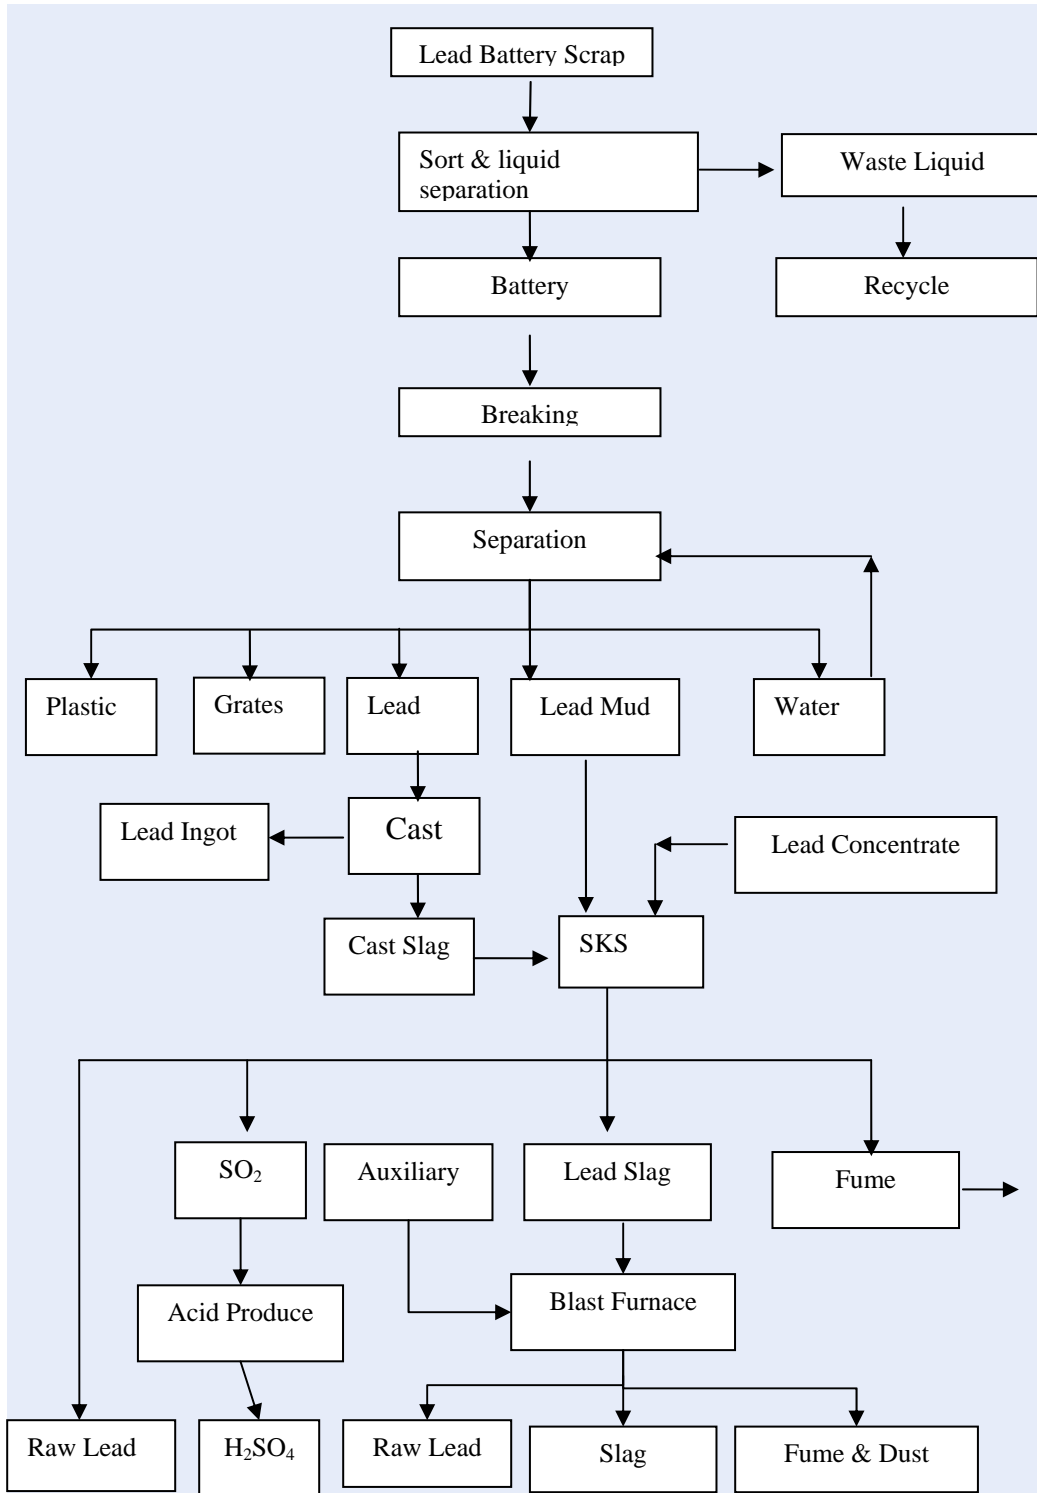 Lead Battery Scrap
Sort & liquid
separation
Waste Liquid
Battery
Recycle
Breaking
Separation
Plastic
Grates
Lead
Lead Mud
Water
Lead Ingot
Cast
Lead Concentrate
Cast Slag
SKS
SO₂
Auxiliary
Lead Slag
Fume
Acid Produce
Blast Furnace
Raw Lead
H₂SO₄
Raw Lead
Slag
Fume & Dust